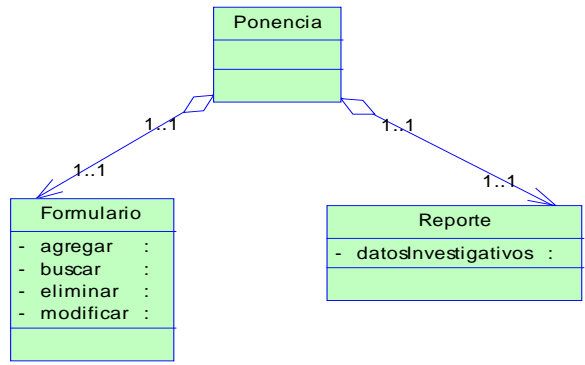 Ponencia
1..1
1..1
1..1
1..1
Formulario
- agregar :
- buscar :
- eliminar :
- modificar :
Reporte
- datosInvestigativos :